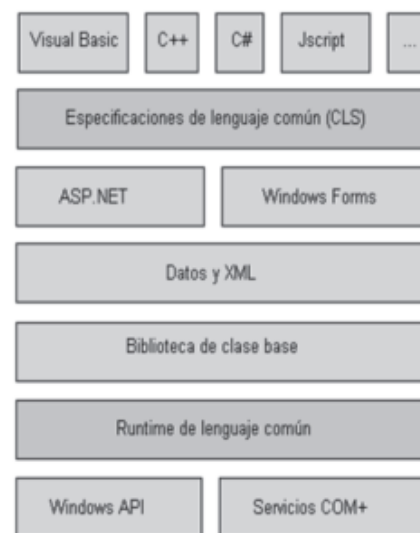 Visual Basic C++ C# Jscript ...
Especificaciones de lenguaje común (CLS)
ASP.NET Windows Forms
Datos y XML
Biblioteca de clase base
Runtime de lenguaje común
Windows API Servicios COM+